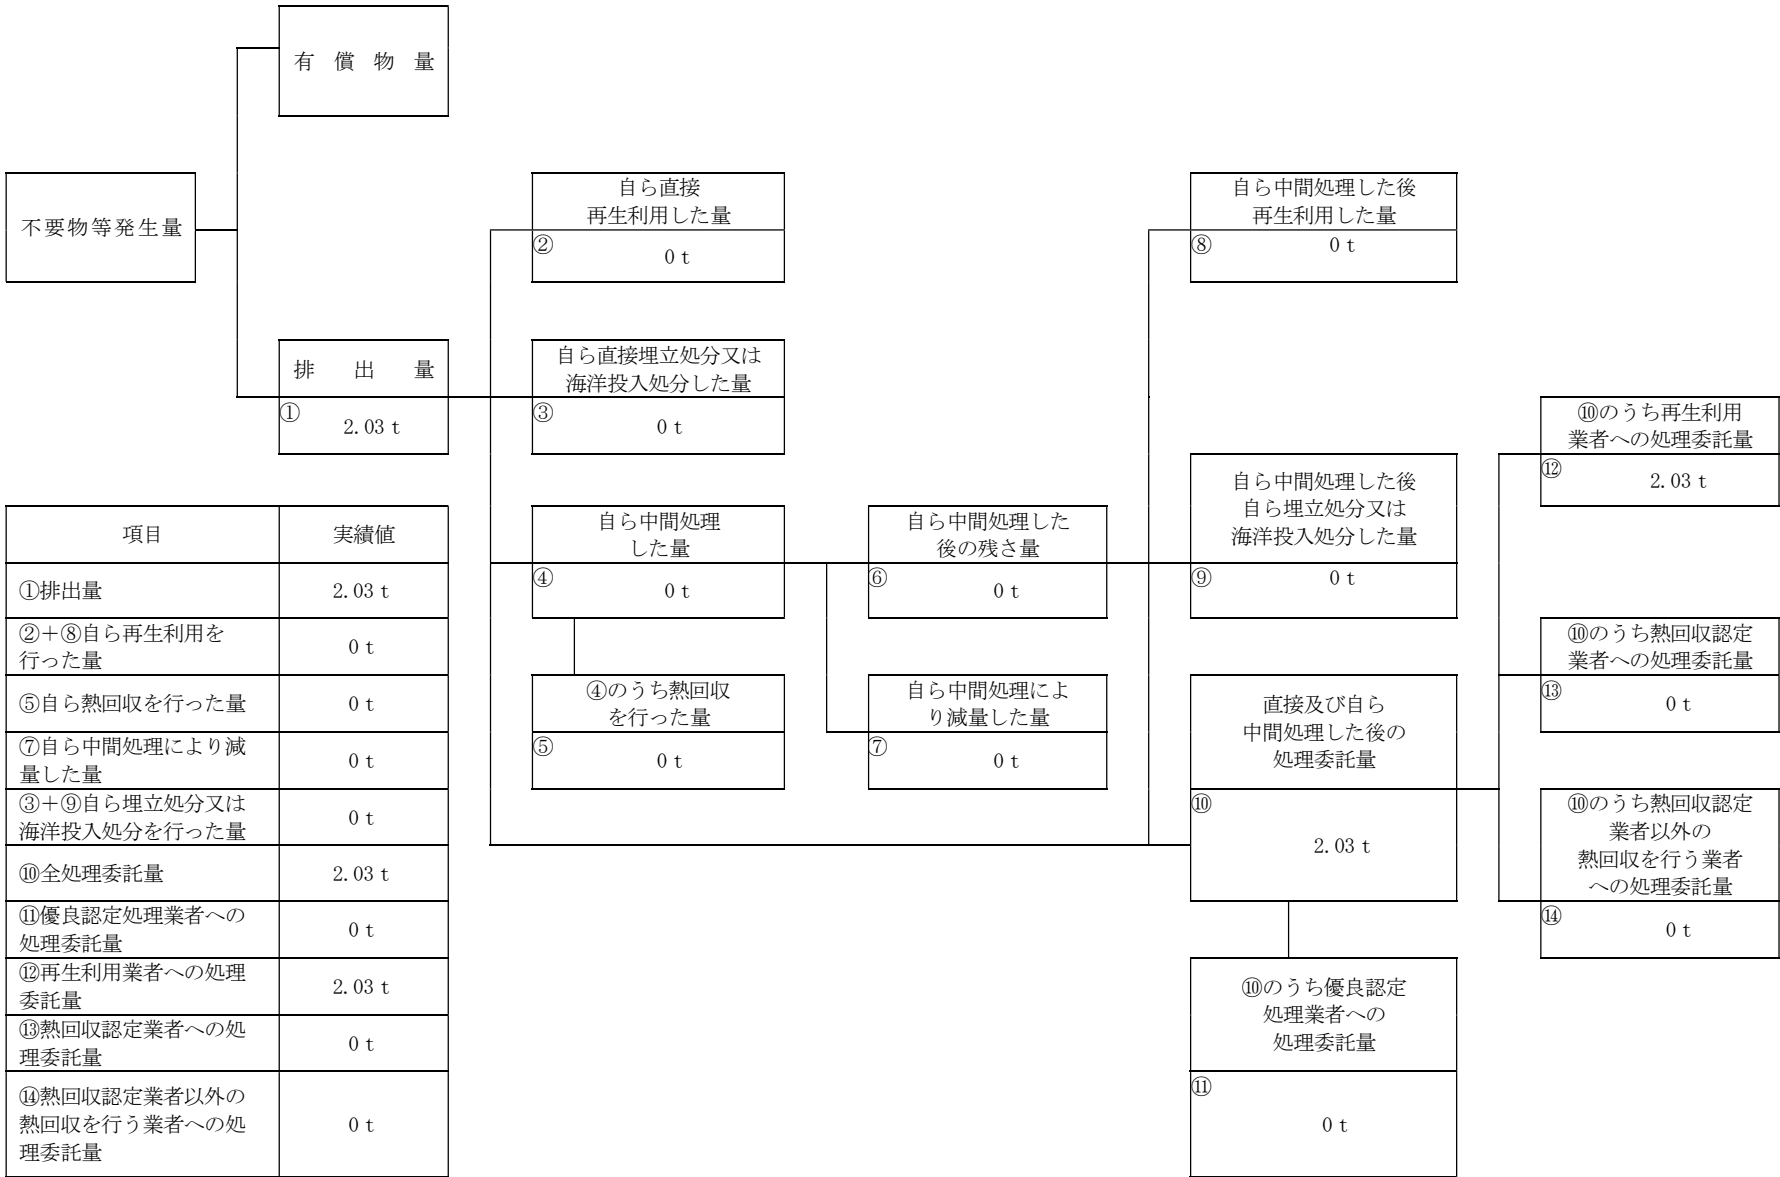 有償物量
不要物等発生量
排出量
①
2.03 t
自ら直接
再生利用した量
②
0 t
自ら直接埋立処分又は
海洋投入処分した量
③
0 t
自ら中間処理
した量
④
0 t
④のうち熱回収
を行った量
⑤
0 t
自ら中間処理した
後の残さ量
⑥
0 t
自ら中間処理によ
り減量した量
⑦
0 t
自ら中間処理した後
再生利用した量
⑧
0 t
自ら中間処理した後
自ら埋立処分又は
海洋投入処分した量
⑨
0 t
直接及び自ら
中間処理した後の
処理委託量
⑩
2.03 t
⑩のうち優良認定
処理業者への
処理委託量
⑪
0 t
⑩のうち再生利用
業者への処理委託量
⑫
2.03 t
⑩のうち熱回収認定
業者への処理委託量
⑬
0 t
⑩のうち熱回収認定
業者以外の
熱回収を行う業者
への処理委託量
⑭
0 t
項目 実績値
①排出量 2.03 t
②＋⑧自ら再生利用を
行った量 0 t
⑤自ら熱回収を行った量 0 t
⑦自ら中間処理により減
量した量 0 t
③＋⑨自ら埋立処分又は
海洋投入処分を行った量 0 t
⑩全処理委託量 2.03 t
⑪優良認定処理業者への
処理委託量 0 t
⑫再生利用業者への処理
委託量 2.03 t
⑬熱回収認定業者への処
理委託量 0 t
⑭熱回収認定業者以外の
熱回収を行う業者への処
理委託量 0 t